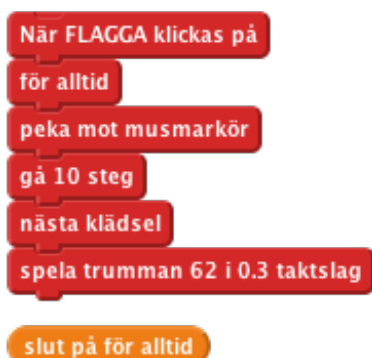 När FLAGGA klickas på
för alltid
peka mot musmarkör
gå 10 steg
nästa klädsel
spela trumman 62 i 0.3 taktslag
slut på för alltid